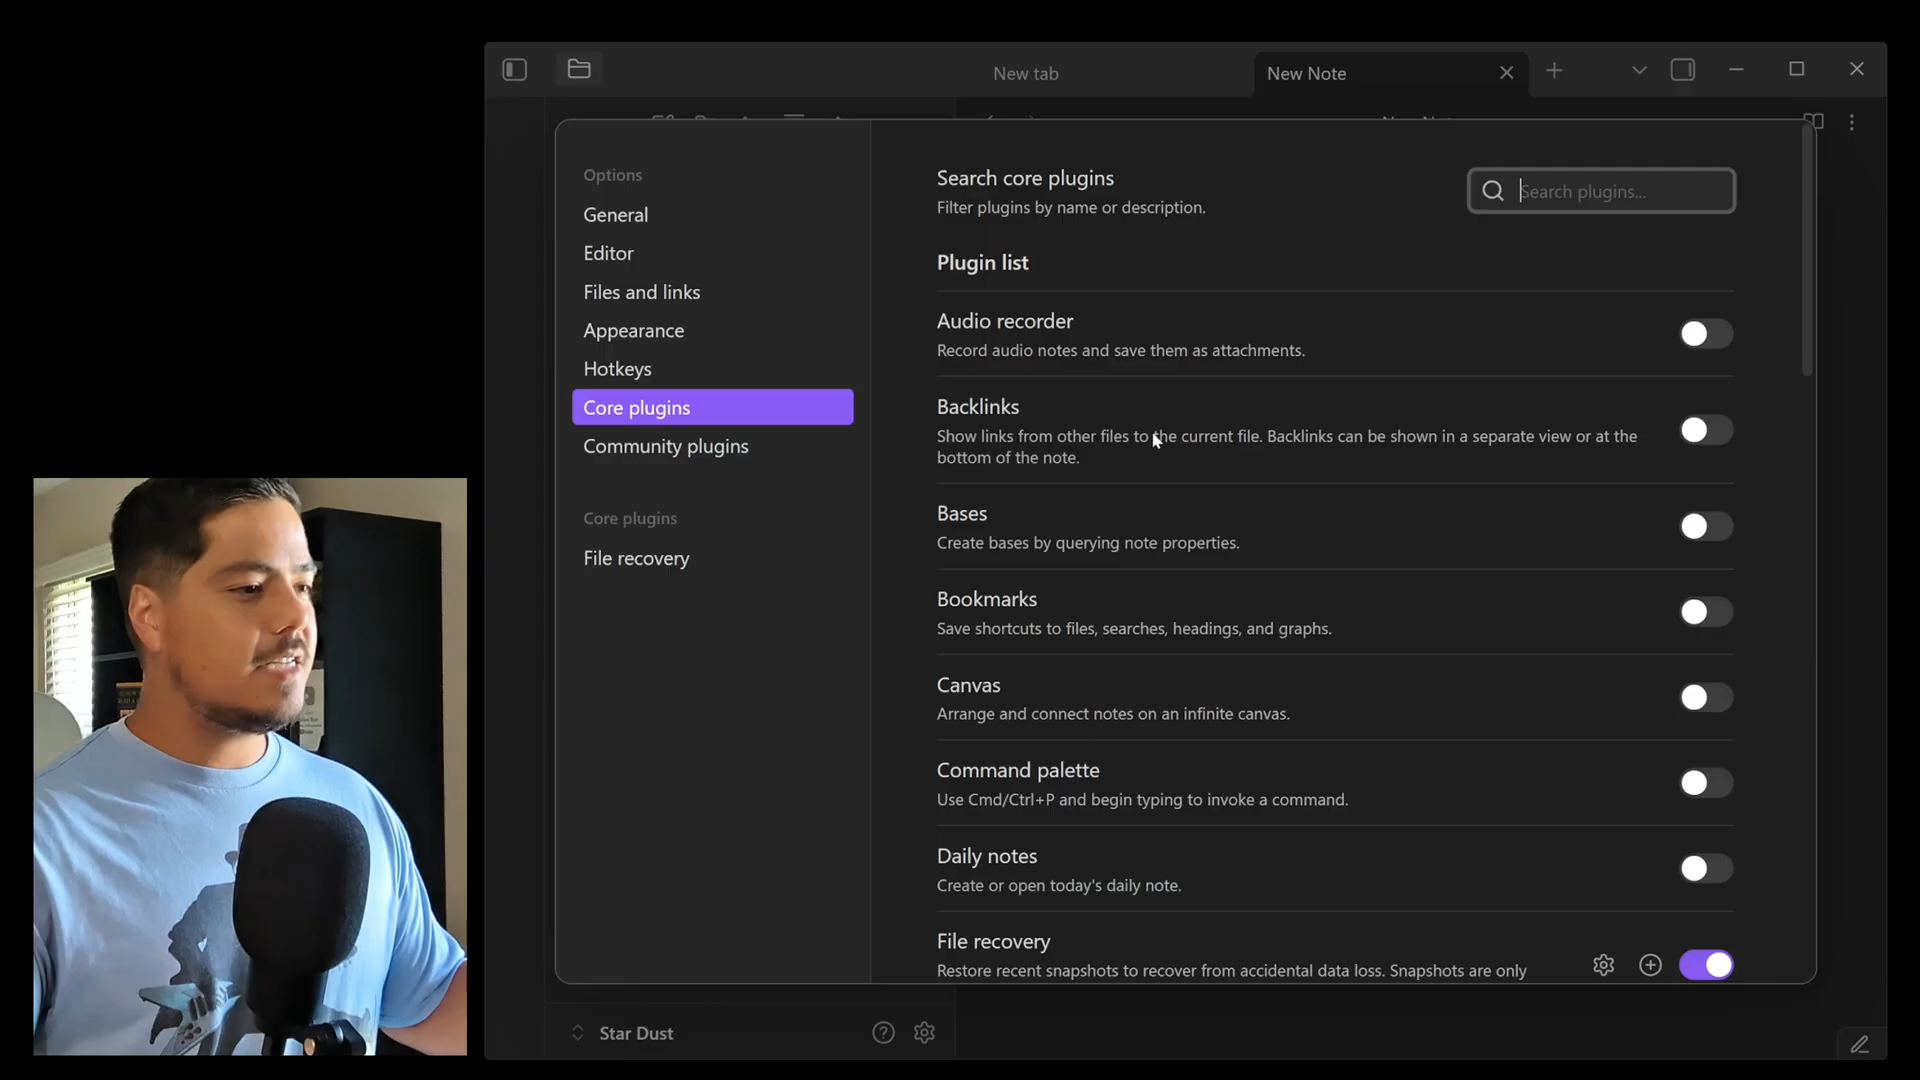 New tab
New Note
Options
General
Editor
Files and links
Appearance
Hotkeys
Core plugins
Community plugins
Core plugins
File recovery
Search core plugins
Filter plugins by name or description.
Search plugins...
Plugin list
Audio recorder
Record audio notes and save them as attachments.
Backlinks
Show links from other files to the current file. Backlinks can be shown in a separate view or at the
bottom of the note.
Bases
Create bases by querying note properties.
Bookmarks
Save shortcuts to files, searches, headings, and graphs.
Canvas
Arrange and connect notes on an infinite canvas.
Command palette
Use Cmd/Ctrl+P and begin typing to invoke a command.
Daily notes
Create or open today's daily note.
File recovery
Restore recent snapshots to recover from accidental data loss. Snapshots are only
Star Dust